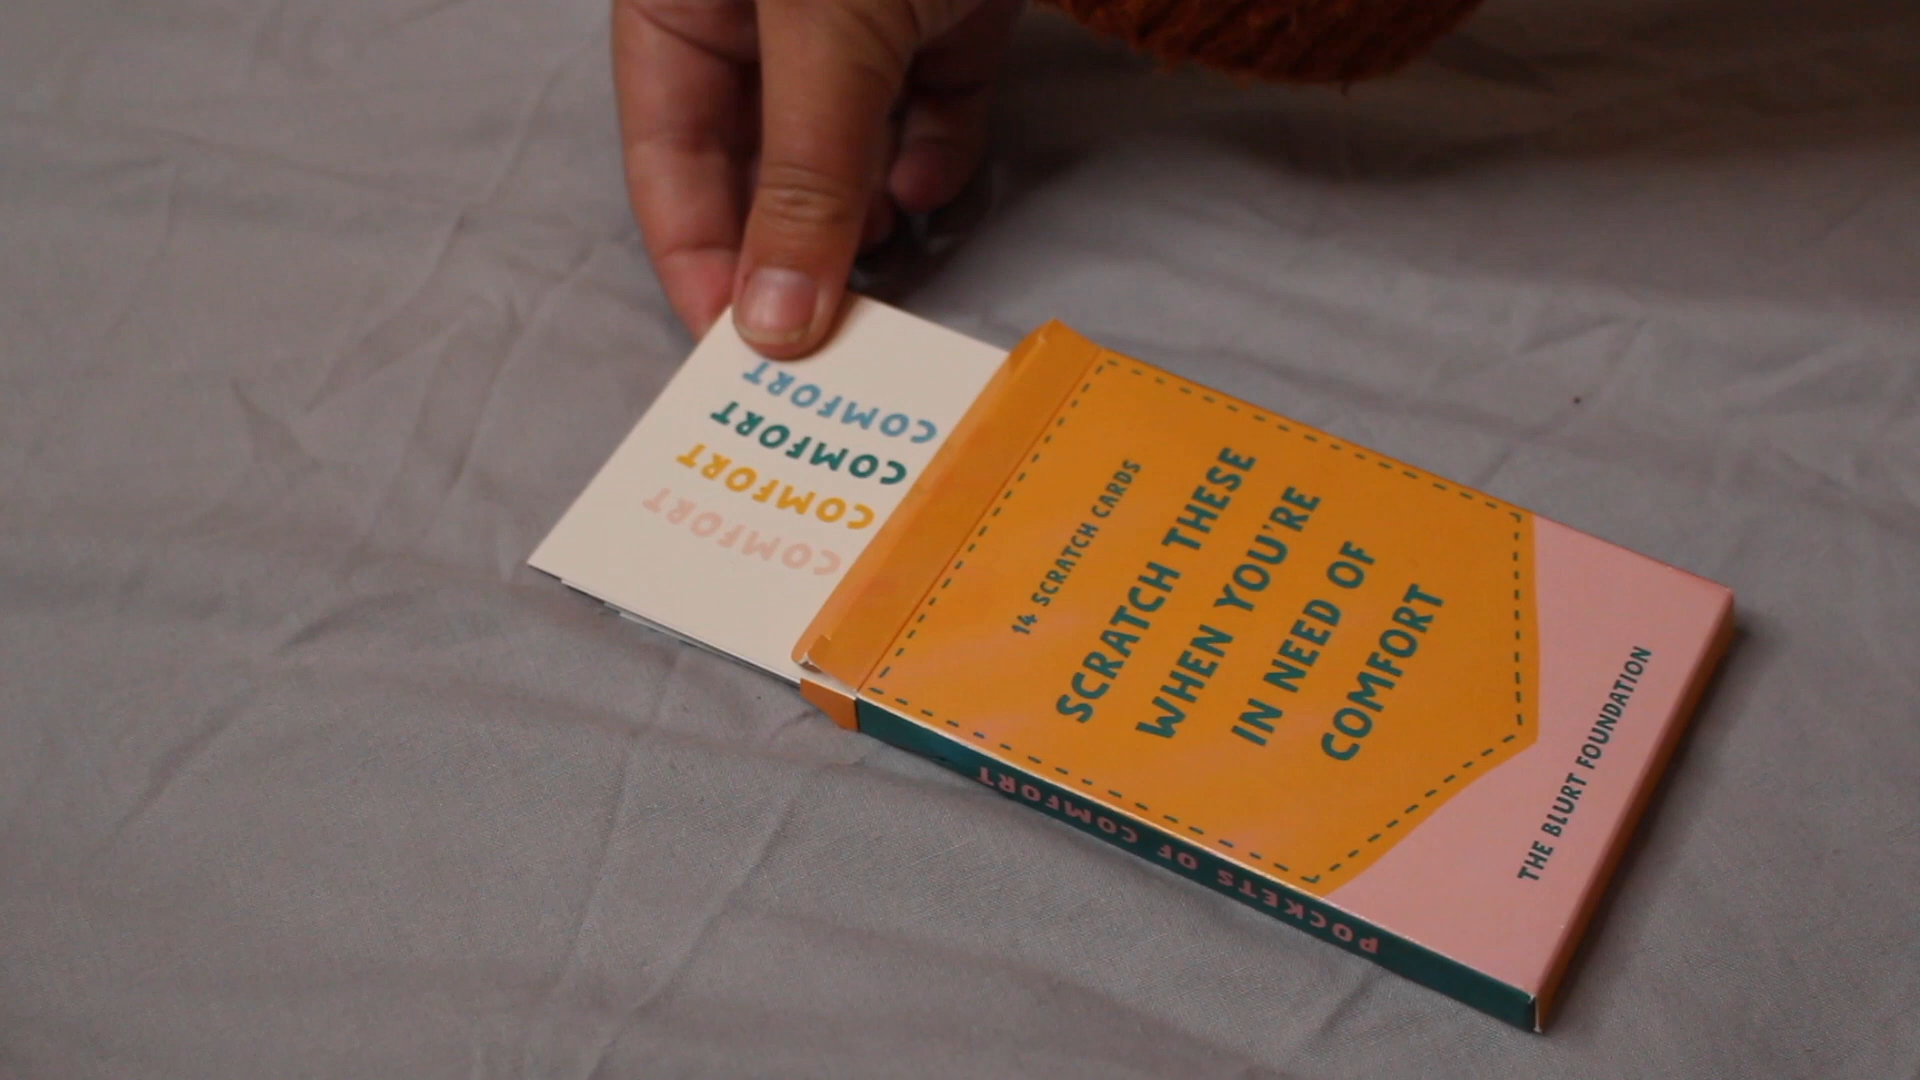 14 SCRATCH CARDS
SCRATCH THESE
WHEN YOU'RE
IN NEED OF
COMFORT
THE BLURT FOUNDATION
POCKETS OF COMFORT
COMFORT
COMFORT
COMFORT
COMFORT